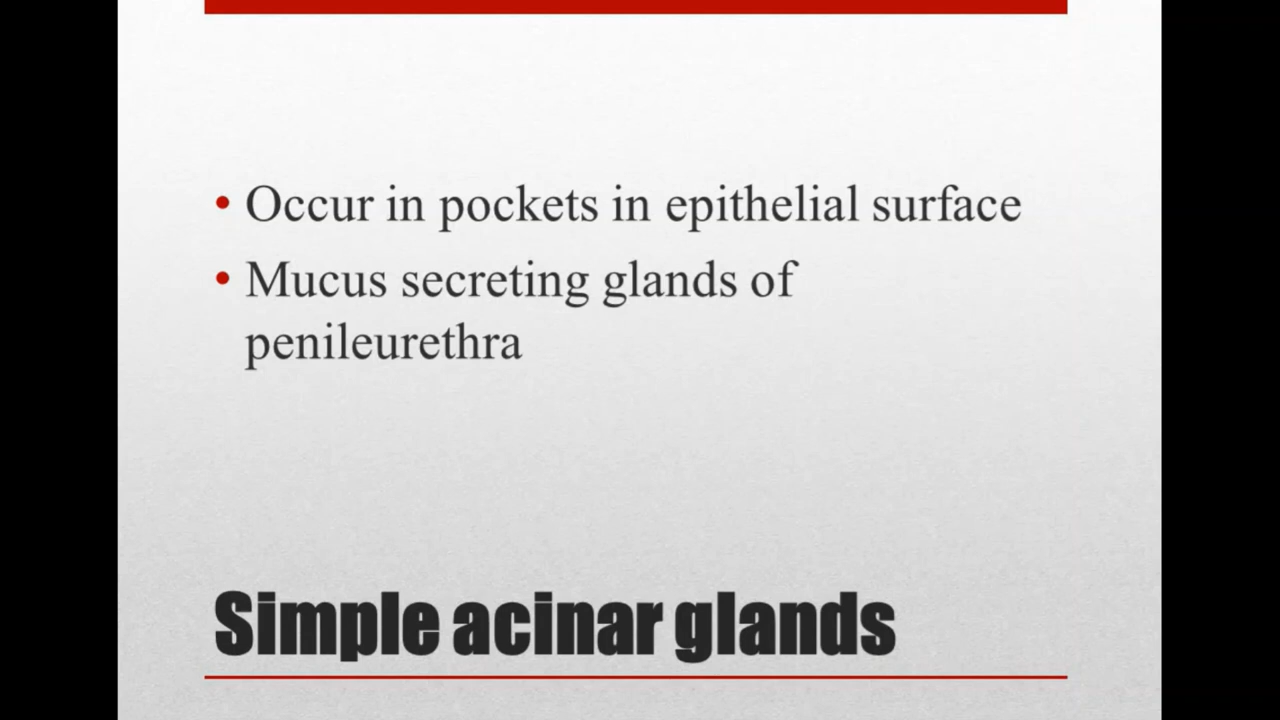 • Occur in pockets in epithelial surface
• Mucus secreting glands of
penileurethra
Simple acinar glands